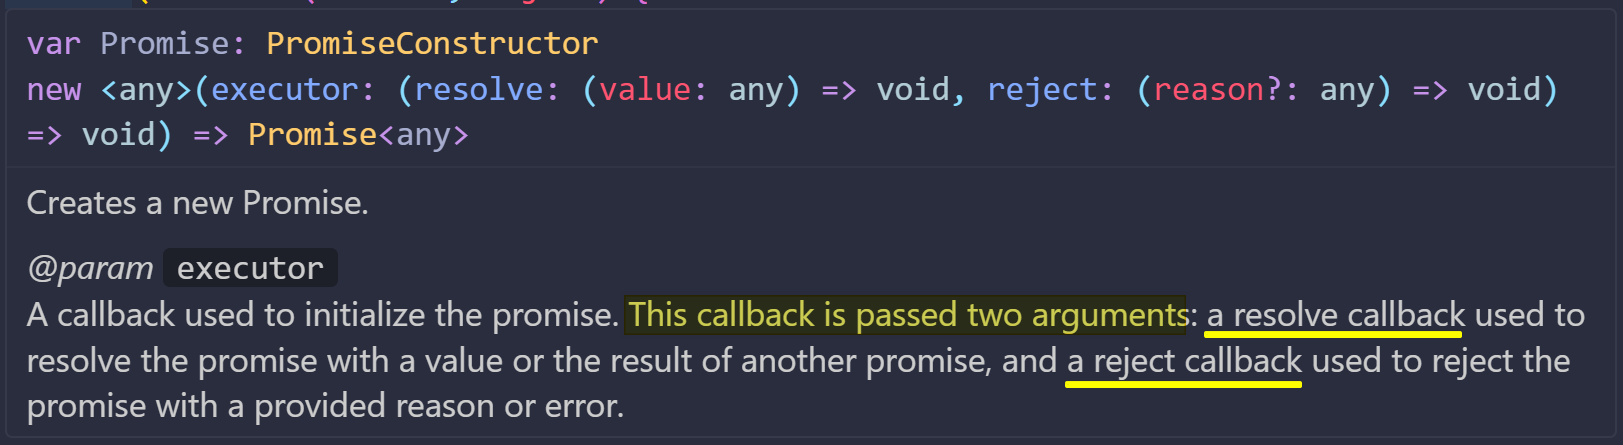 var Promise: PromiseConstructor
new <any>(executor: (resolve: (value: any) => void, reject: (reason?: any) => void)
=> void) => Promise<any>
Creates a new Promise.
@param executor
A callback used to initialize the promise. This callback is passed two arguments: a resolve callback used to
resolve the promise with a value or the result of another promise, and a reject callback used to reject the
promise with a provided reason or error.